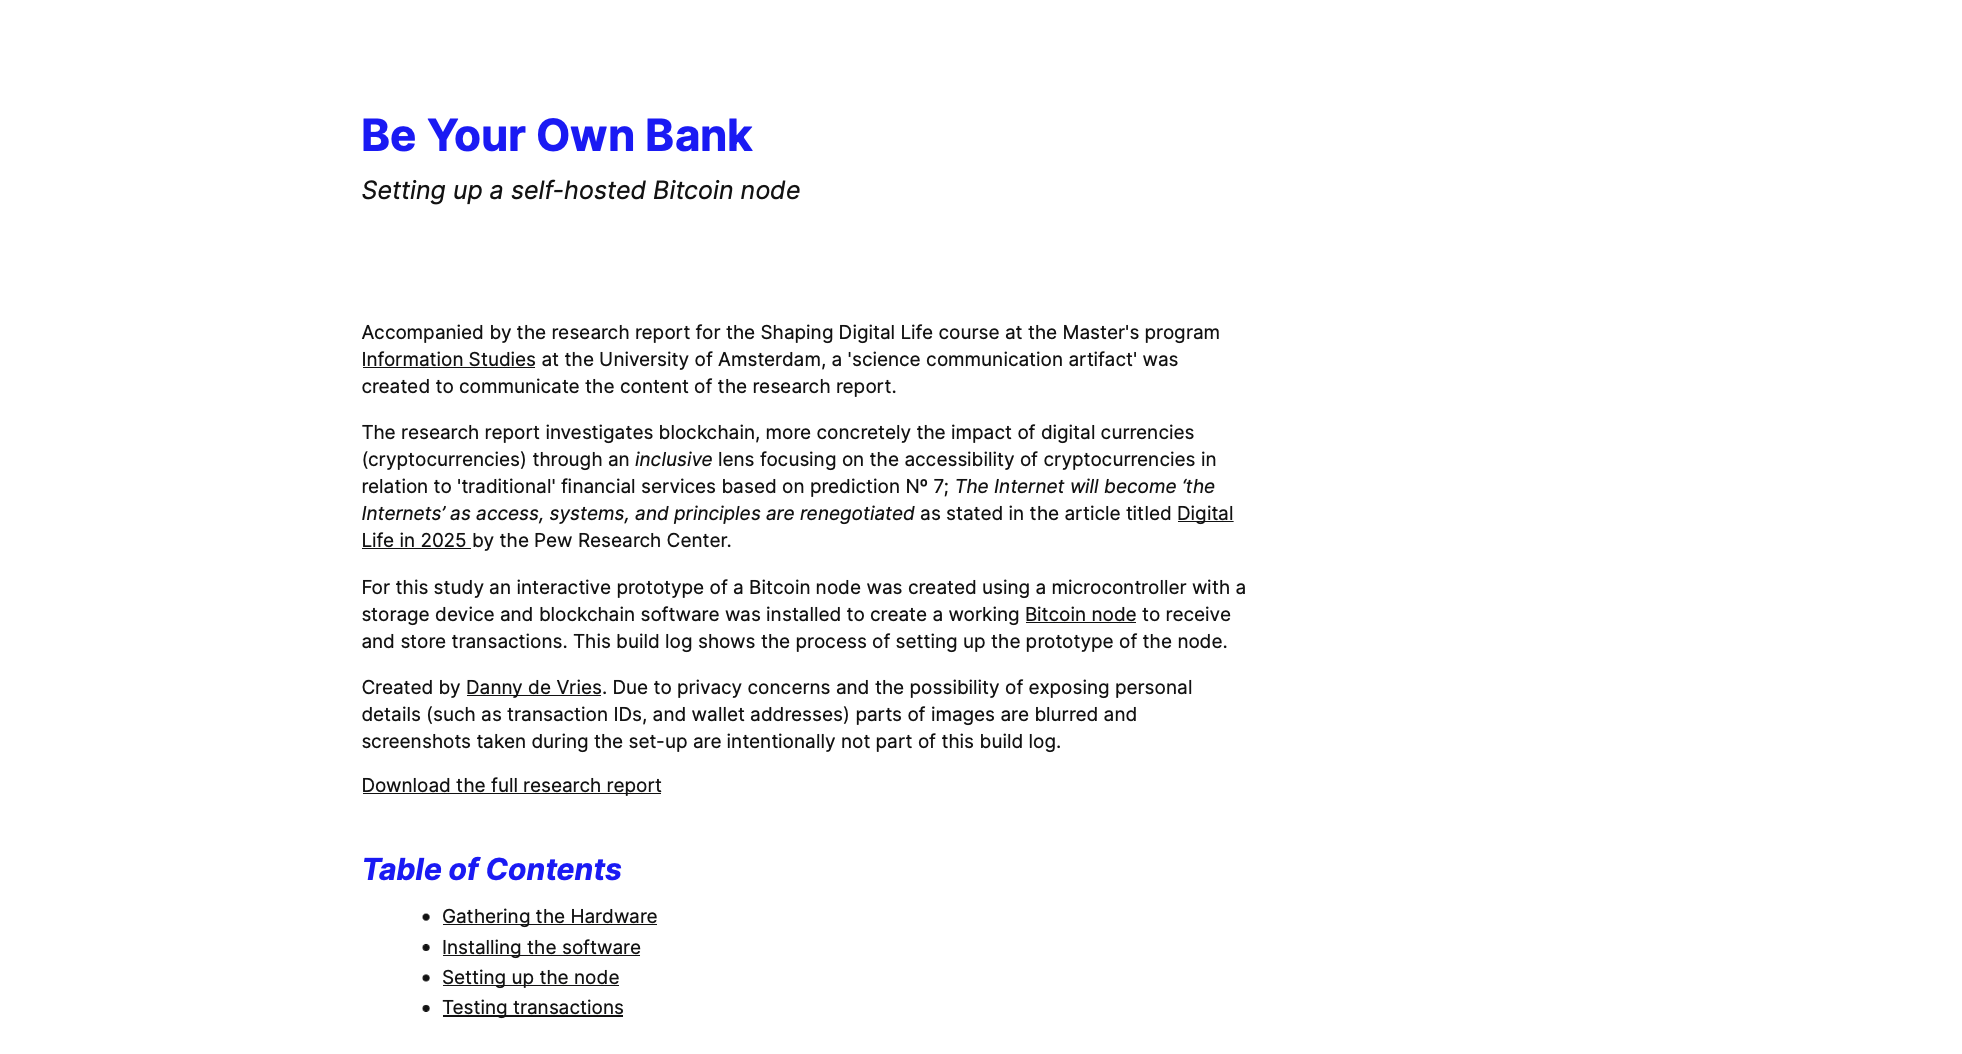 Be Your Own Bank
Setting up a self-hosted Bitcoin node
Accompanied by the research report for the Shaping Digital Life course at the Master's program
Information Studies at the University of Amsterdam, a 'science communication artifact' was
created to communicate the content of the research report.
The research report investigates blockchain, more concretely the impact of digital currencies
(cryptocurrencies) through an inclusive lens focusing on the accessibility of cryptocurrencies in
relation to 'traditional' financial services based on prediction Nº 7; The Internet will become ‘the
Internets’ as access, systems, and principles are renegotiated as stated in the article titled Digital
Life in 2025 by the Pew Research Center.
For this study an interactive prototype of a Bitcoin node was created using a microcontroller with a
storage device and blockchain software was installed to create a working Bitcoin node to receive
and store transactions. This build log shows the process of setting up the prototype of the node.
Created by Danny de Vries. Due to privacy concerns and the possibility of exposing personal
details (such as transaction IDs, and wallet addresses) parts of images are blurred and
screenshots taken during the set-up are intentionally not part of this build log.
Download the full research report
Table of Contents
• Gathering the Hardware
• Installing the software
• Setting up the node
• Testing transactions